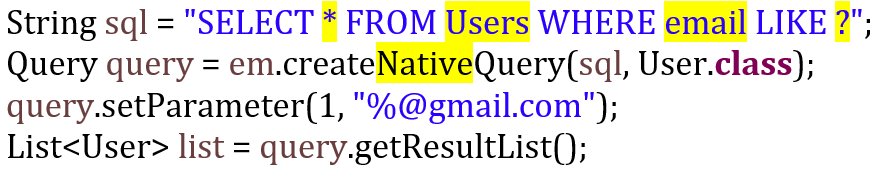 String sql = "SELECT * FROM Users WHERE email LIKE ?";
Query query = em.createNativeQuery(sql, User.class);
query.setParameter(1, "%@gmail.com");
List<User> list = query.getResultList();